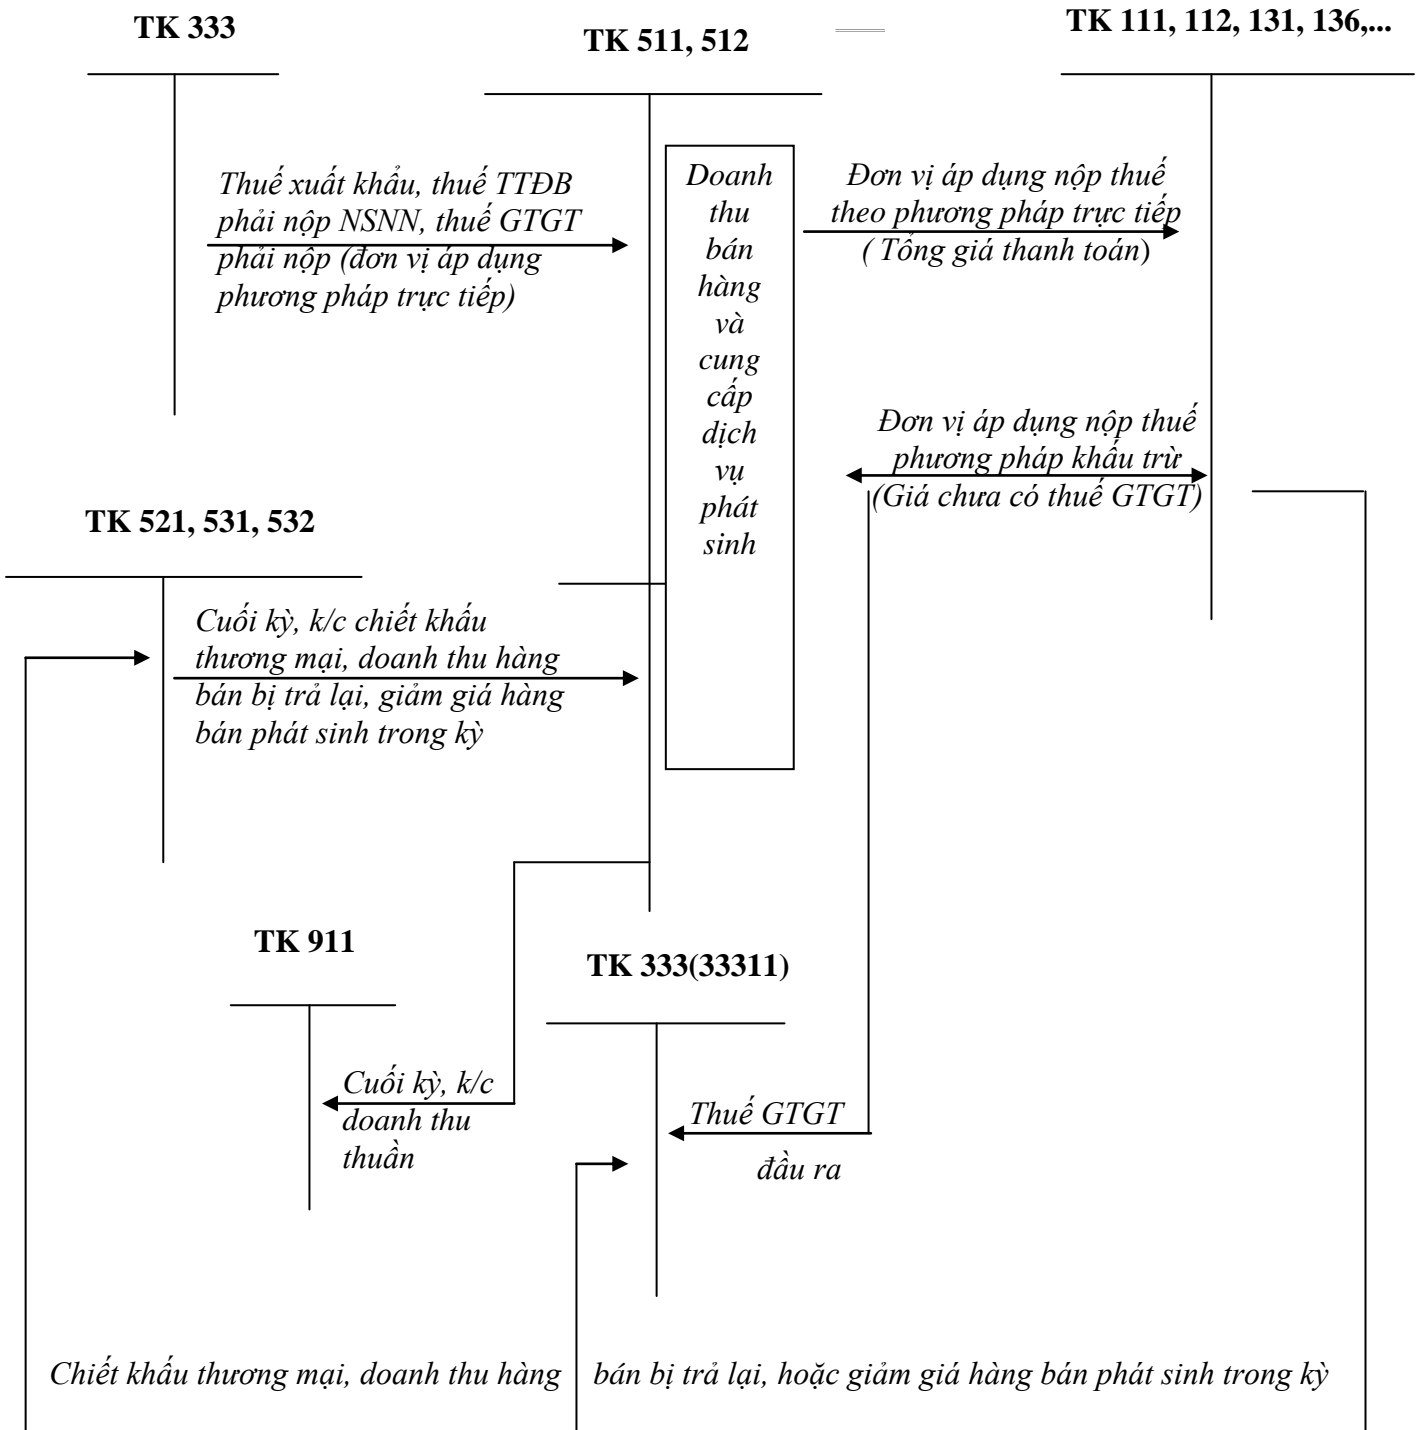 TK 333
TK 511, 512
TK 111, 112, 131, 136,...
Thuế xuất khẩu, thuế TTĐB
phải nộp NSNN, thuế GTGT
phải nộp (đơn vị áp dụng
phương pháp trực tiếp)
Doanh
thu
bán
hàng
và
cung
cấp
dịch
vụ
phát
sinh
Đơn vị áp dụng nộp thuế
theo phương pháp trực tiếp
( Tổng giá thanh toán)
Đơn vị áp dụng nộp thuế
phương pháp khấu trừ
(Giá chưa có thuế GTGT)
TK 521, 531, 532
Cuối kỳ, k/c chiết khấu
thương mại, doanh thu hàng
bán bị trả lại, giảm giá hàng
bán phát sinh trong kỳ
TK 911
TK 333(33311)
Cuối kỳ, k/c
doanh thu
thuần
Thuế GTGT
đầu ra
Chiết khấu thương mại, doanh thu hàng bán bị trả lại, hoặc giảm giá hàng bán phát sinh trong kỳ